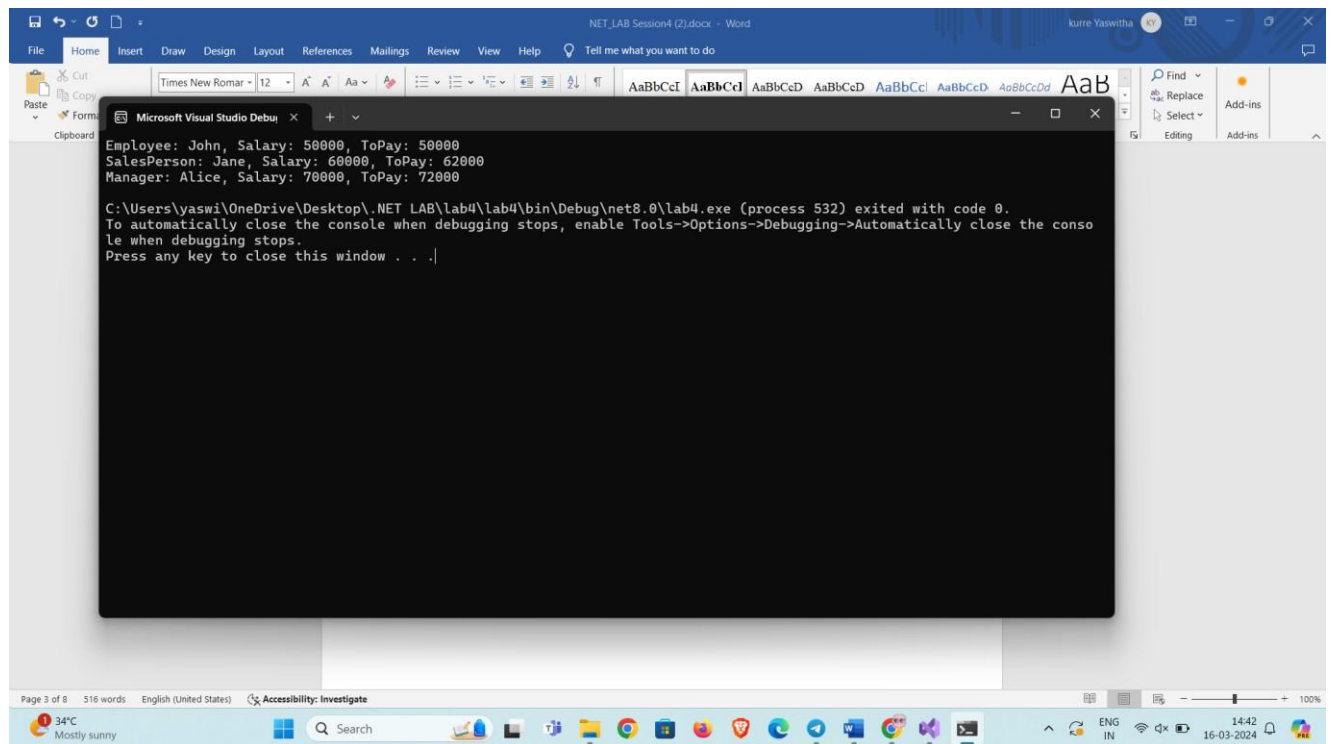 NET_LAB Session4 (2).docx - Word
kurre Yaswitha
KY
File Home Insert Draw Design Layout References Mailings Review View Help Tell me what you want to do
Paste
Cut
Copy
Clipboard
Times New Romar 12
AaBbCcI AaBbCcI AaBbCcD AaBbCcD AaBbCc AaBbCcD AaBbCcDd AaB
Find
Replace
Select
Editing
Add-ins
Add-ins
Microsoft Visual Studio Debu
Employee: John, Salary: 50000, ToPay: 50000
SalesPerson: Jane, Salary: 60000, ToPay: 62000
Manager: Alice, Salary: 70000, ToPay: 72000
C:\Users\yaswi\OneDrive\Desktop\.NET LAB\lab4\lab4\bin\Debug\net8.0\lab4.exe (process 532) exited with code 0.
To automatically close the console when debugging stops, enable Tools->Options->Debugging->Automatically close the conso
le when debugging stops.
Press any key to close this window . . .
Page 3 of 8 516 words English (United States) Accessibility: Investigate
100%
1
34°C
Mostly sunny
Search
ENG
IN
14:42
16-03-2024